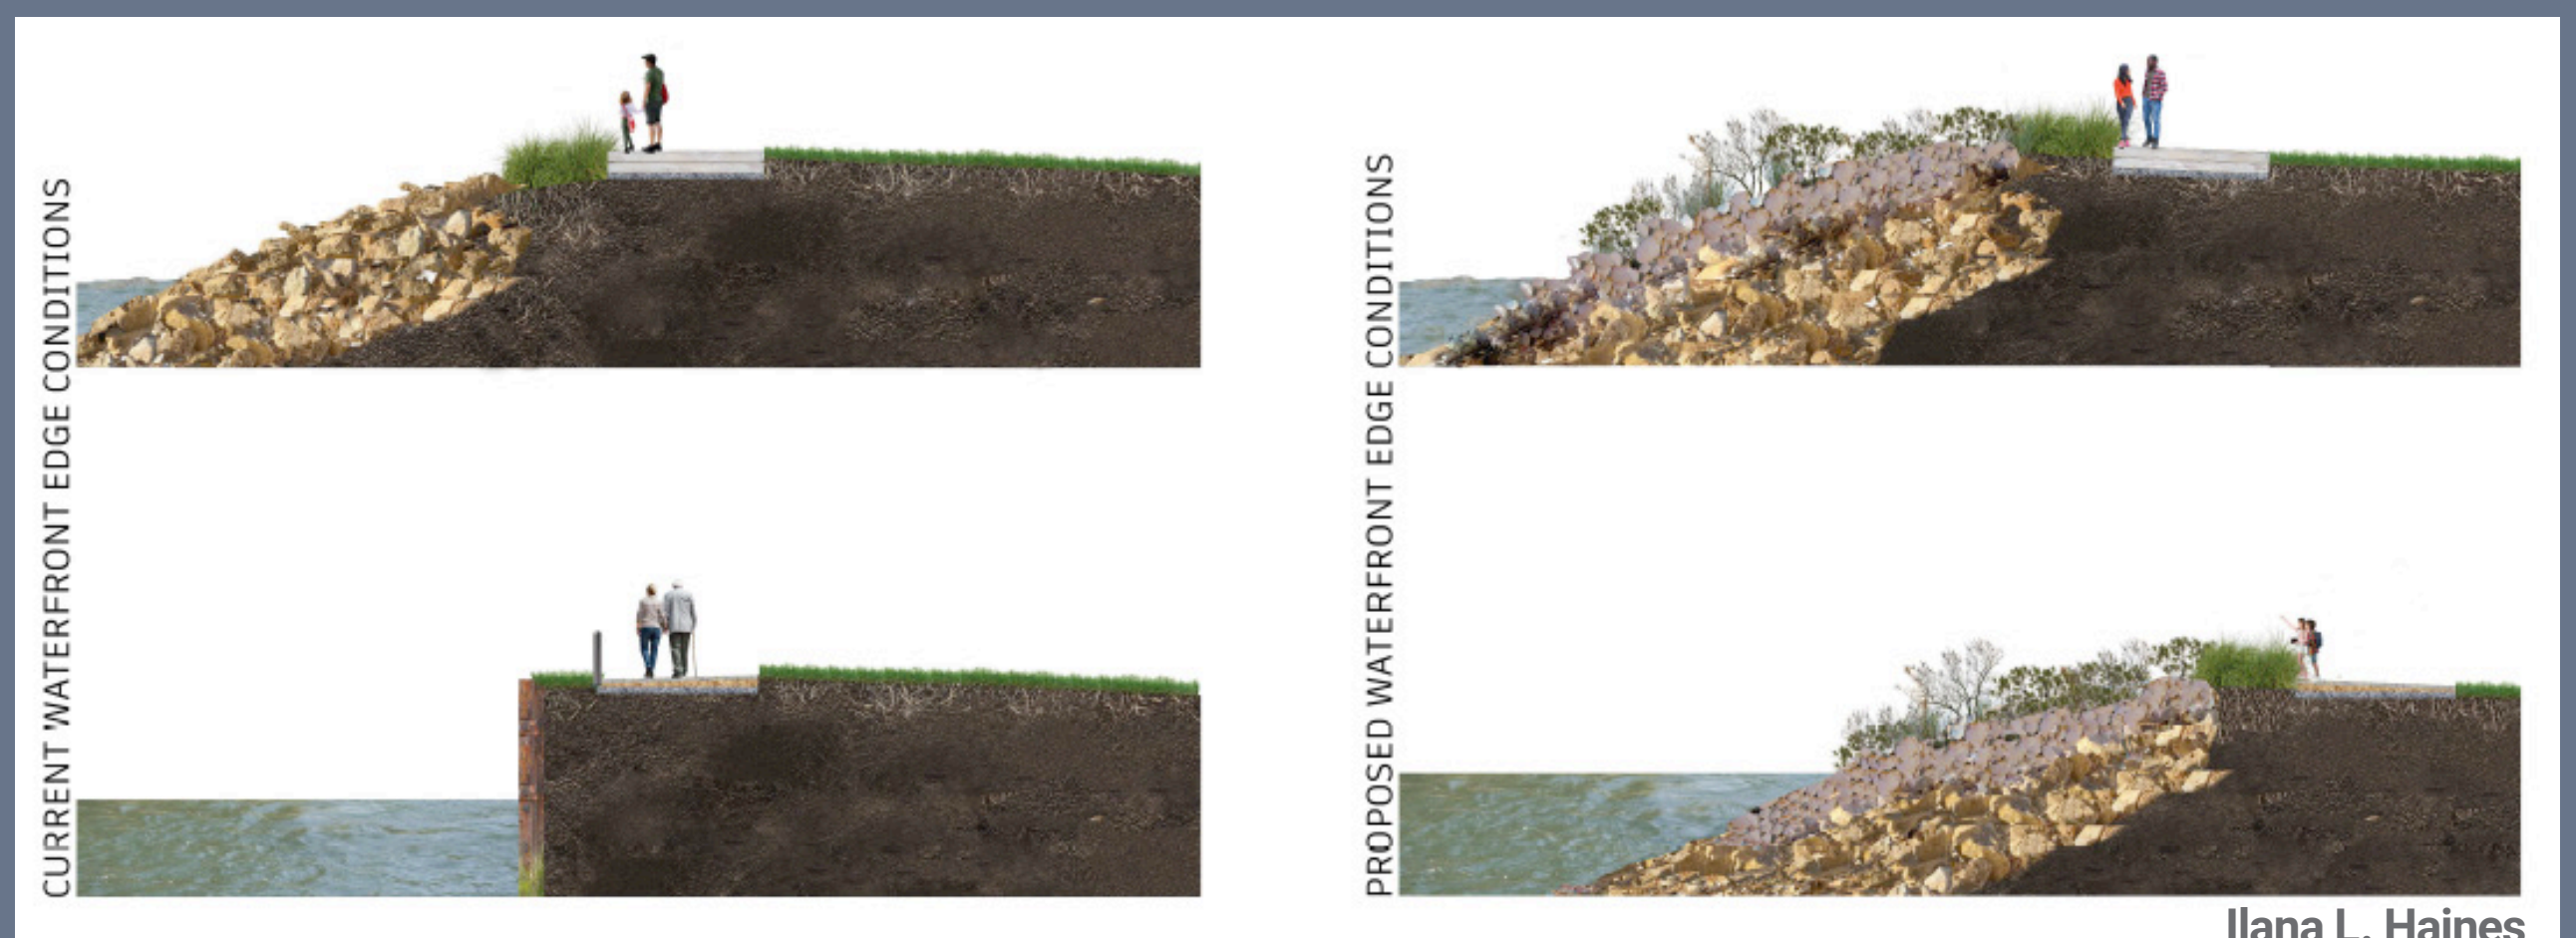 CURRENT WATERFRONT EDGE CONDITIONS
PROPOSED WATERFRONT EDGE CONDITIONS
Ilana L. Haines